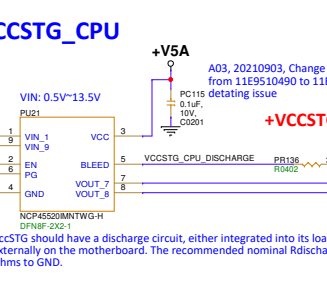 CCSTG_CPU
+V5A
A03, 20210903, Change
from 11E9510490 to 11E
PC115 detating issue
0.1uF,
10V,
C0201
+VCCSTG
VIN: 0.5V~13.5V
PU21
1 VIN_1 VCC 3
9 VIN_9
2 EN BLEED 5 VCCSTG_CPU_DISCHARGE PR136
6 PG R0402
VUOT_7 7
4 GND VOUT_8 8
NCP45520IMNTWG-H
DFN8F-2X2-1
ccSTG should have a discharge circuit, either integrated into its loa
xternally on the motherboard. The recommended nominal Rdischa
hms to GND.